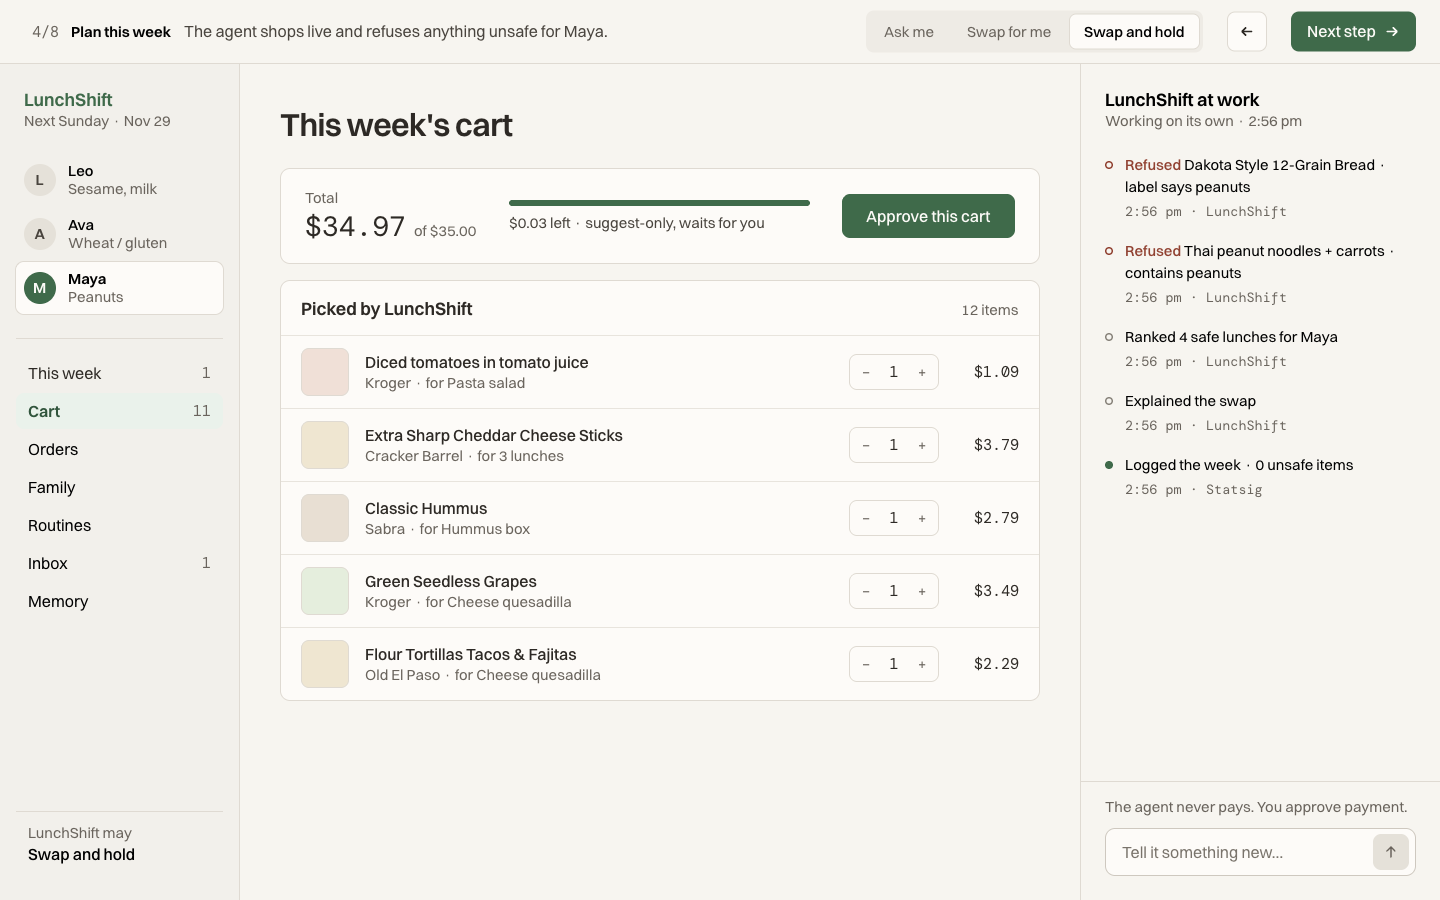 4/8 Plan this week The agent shops live and refuses anything unsafe for Maya.
Ask me Swap for me Swap and hold ← Next step →
LunchShift
Next Sunday · Nov 29
L Leo
Sesame, milk
A Ava
Wheat / gluten
M Maya
Peanuts
This week 1
Cart 11
Orders
Family
Routines
Inbox 1
Memory
LunchShift may
Swap and hold
This week's cart
Total
$34.97 of $35.00
$0.03 left · suggest-only, waits for you
Approve this cart
Picked by LunchShift 12 items
Diced tomatoes in tomato juice
Kroger · for Pasta salad
− 1 + $1.09
Extra Sharp Cheddar Cheese Sticks
Cracker Barrel · for 3 lunches
− 1 + $3.79
Classic Hummus
Sabra · for Hummus box
− 1 + $2.79
Green Seedless Grapes
Kroger · for Cheese quesadilla
− 1 + $3.49
Flour Tortillas Tacos & Fajitas
Old El Paso · for Cheese quesadilla
− 1 + $2.29
LunchShift at work
Working on its own · 2:56 pm
Refused Dakota Style 12-Grain Bread ·
label says peanuts
2:56 pm · LunchShift
Refused Thai peanut noodles + carrots ·
contains peanuts
2:56 pm · LunchShift
Ranked 4 safe lunches for Maya
2:56 pm · LunchShift
Explained the swap
2:56 pm · LunchShift
Logged the week · 0 unsafe items
2:56 pm · Statsig
The agent never pays. You approve payment.
Tell it something new... ↑